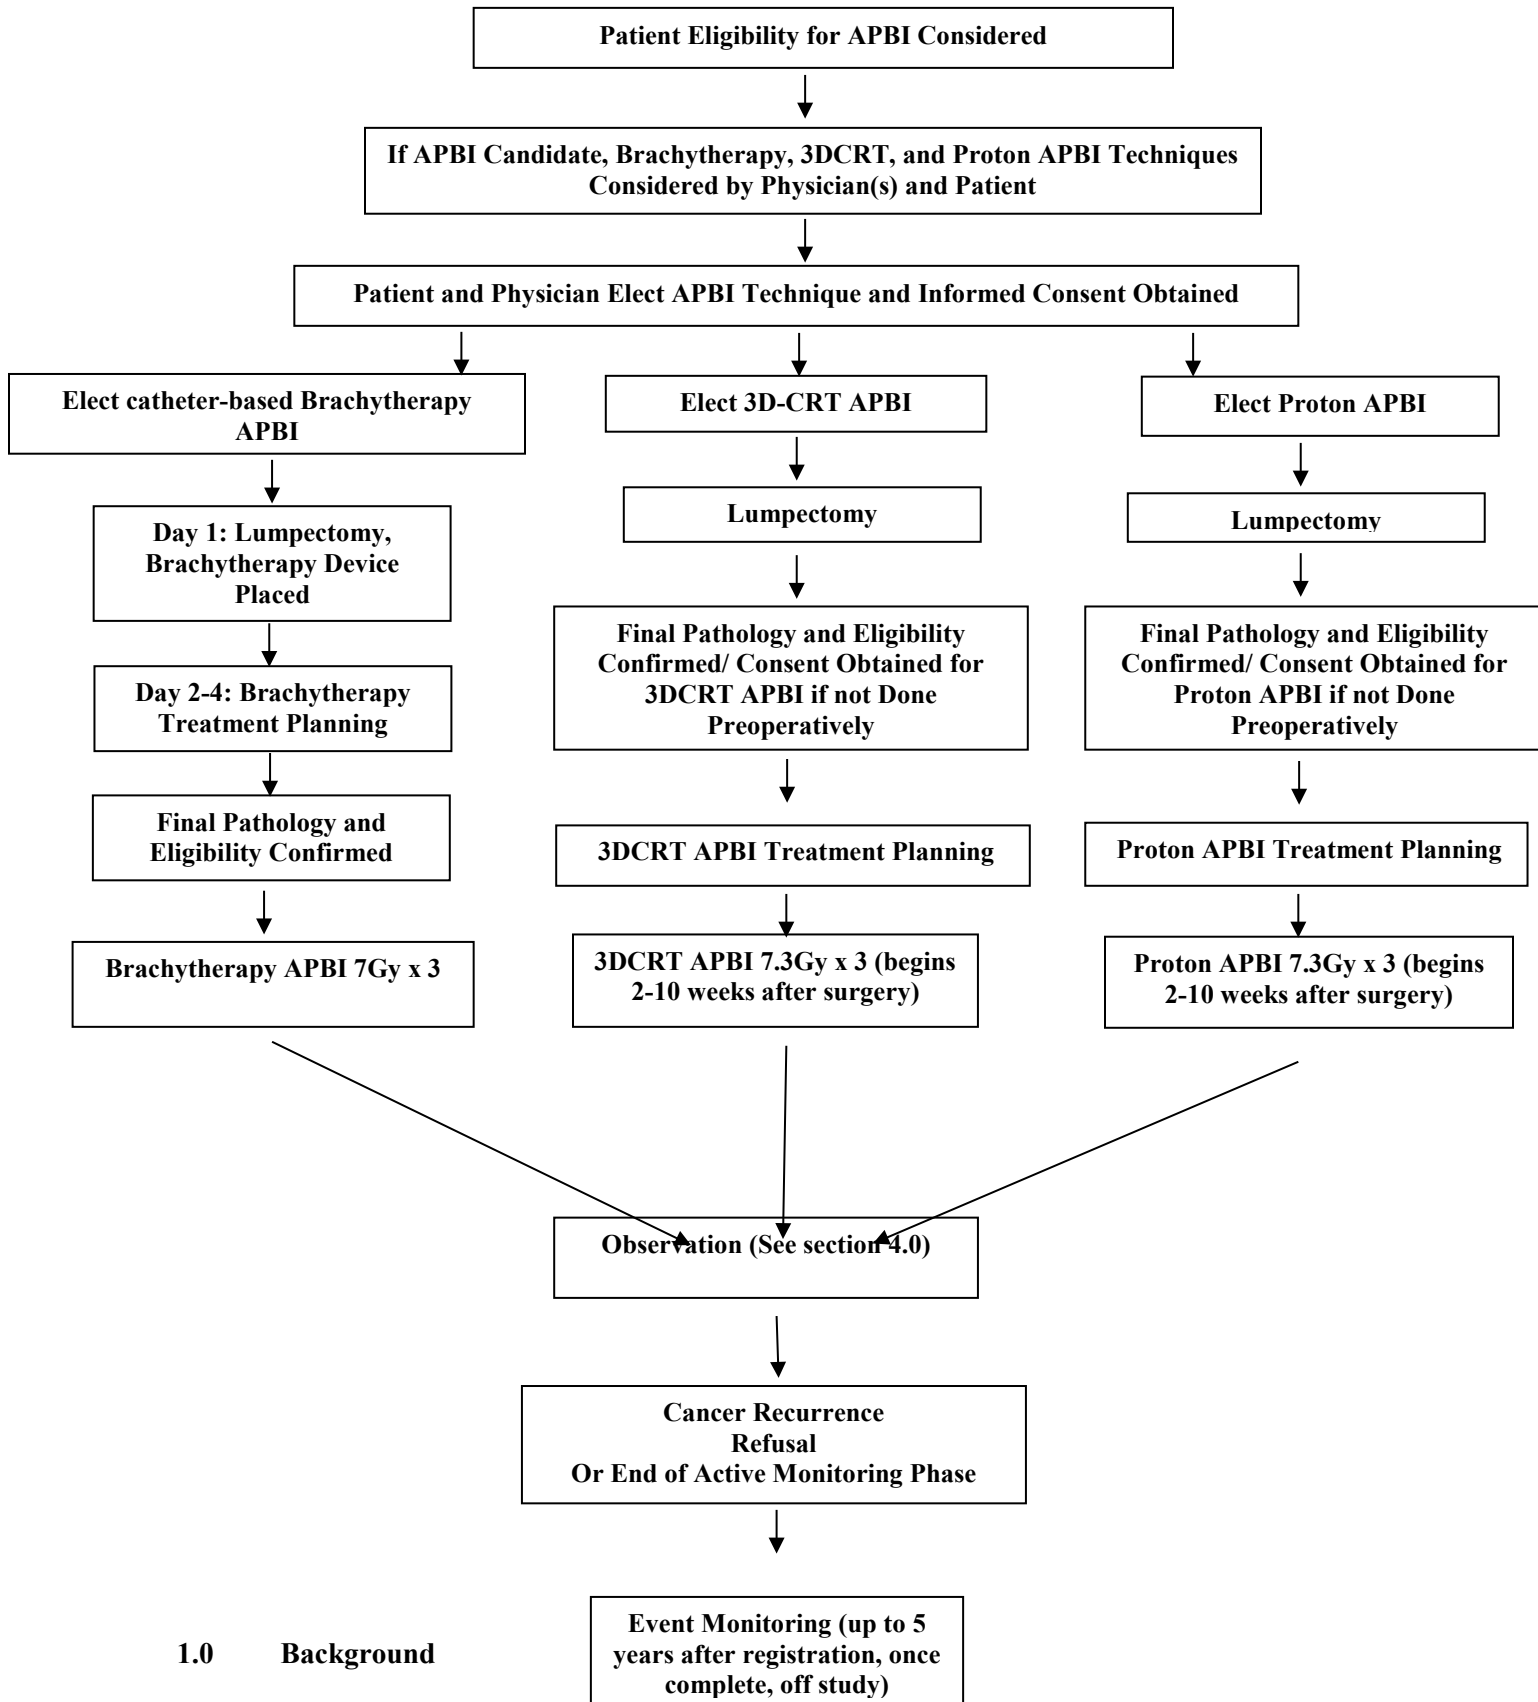 Patient Eligibility for APBI Considered
If APBI Candidate, Brachytherapy, 3DCRT, and Proton APBI Techniques
Considered by Physician(s) and Patient
Patient and Physician Elect APBI Technique and Informed Consent Obtained
Elect catheter-based Brachytherapy
APBI
Day 1: Lumpectomy,
Brachytherapy Device
Placed
Day 2-4: Brachytherapy
Treatment Planning
Final Pathology and
Eligibility Confirmed
Brachytherapy APBI 7Gy x 3
Elect 3D-CRT APBI
Lumpectomy
Final Pathology and Eligibility
Confirmed/ Consent Obtained for
3DCRT APBI if not Done
Preoperatively
3DCRT APBI Treatment Planning
3DCRT APBI 7.3Gy x 3 (begins
2-10 weeks after surgery)
Elect Proton APBI
Lumpectomy
Final Pathology and Eligibility
Confirmed/ Consent Obtained for
Proton APBI if not Done
Preoperatively
Proton APBI Treatment Planning
Proton APBI 7.3Gy x 3 (begins
2-10 weeks after surgery)
Observation (See section 4.0)
Cancer Recurrence
Refusal
Or End of Active Monitoring Phase
Event Monitoring (up to 5
years after registration, once
complete, off study)
1.0 Background